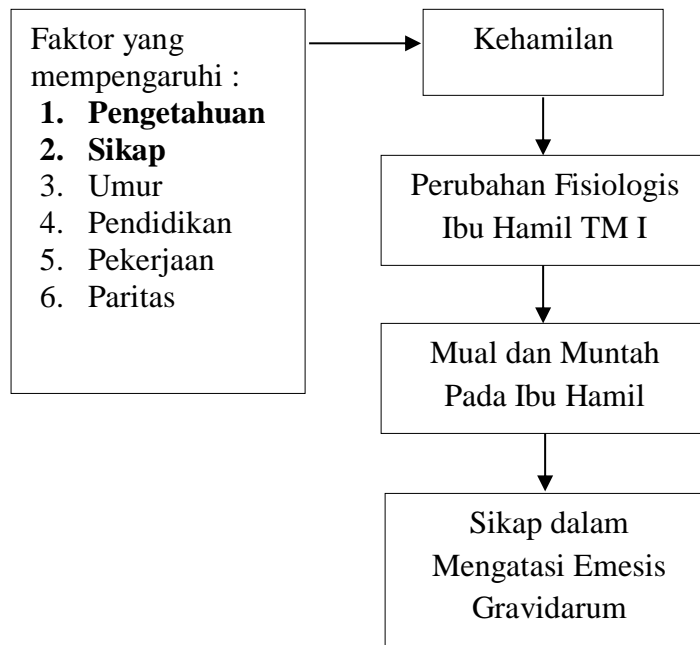 Faktor yang
mempengaruhi :
1. Pengetahuan
2. Sikap
3. Umur
4. Pendidikan
5. Pekerjaan
6. Paritas
Kehamilan
Perubahan Fisiologis
Ibu Hamil TM I
Mual dan Muntah
Pada Ibu Hamil
Sikap dalam
Mengatasi Emesis
Gravidarum